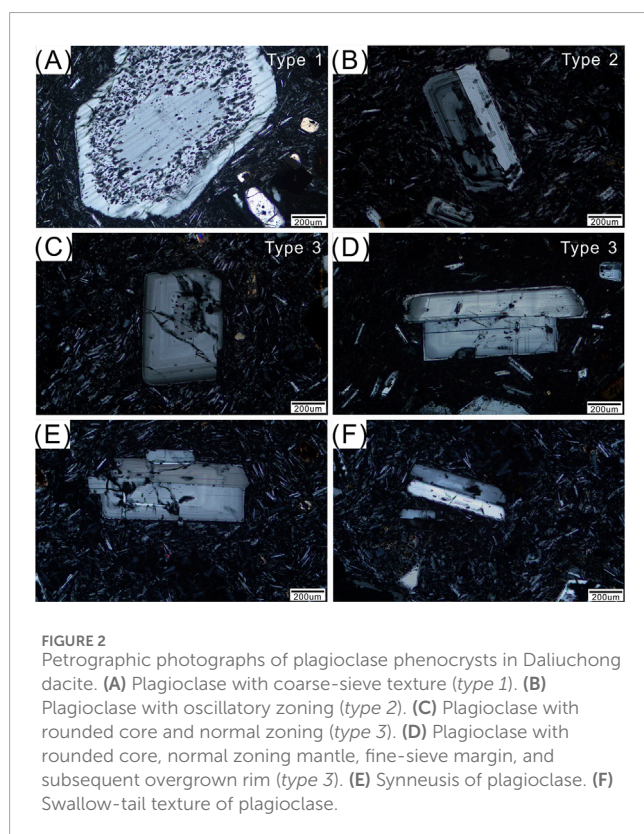 (A) Type 1
200um
(B) Type 2
200um
(C) Type 3
200um
(D) Type 3
200um
(E)
200um
(F)
200um
FIGURE 2
Petrographic photographs of plagioclase phenocrysts in Daliuchong
dacite. (A) Plagioclase with coarse-sieve texture (type 1). (B)
Plagioclase with oscillatory zoning (type 2). (C) Plagioclase with
rounded core and normal zoning (type 3). (D) Plagioclase with
rounded core, normal zoning mantle, fine-sieve margin, and
subsequent overgrown rim (type 3). (E) Synneusis of plagioclase. (F)
Swallow-tail texture of plagioclase.